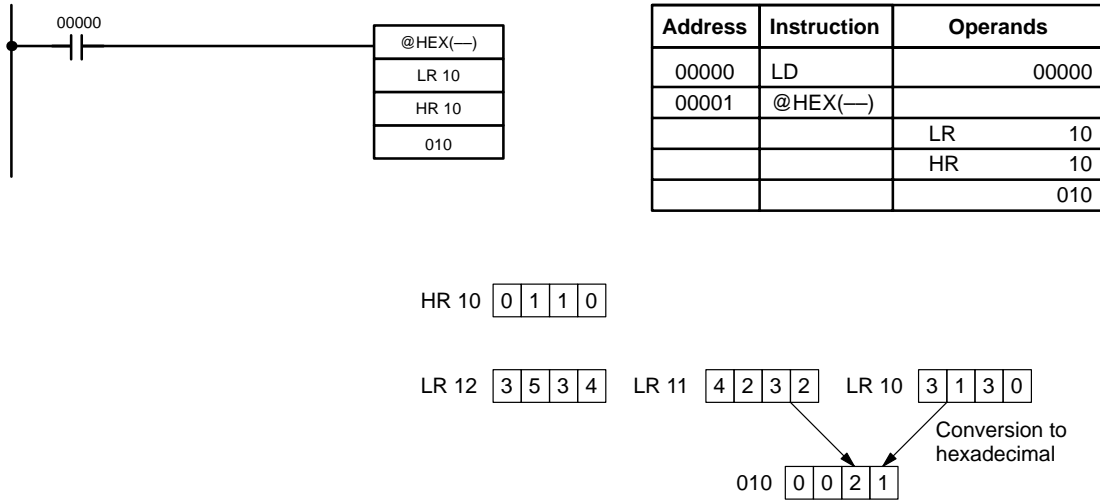 00000
@HEX(—)
LR 10
HR 10
010
Address Instruction Operands
00000 LD 00000
00001 @HEX(—)
LR 10
HR 10
010
HR 10 0 1 1 0
LR 12 3 5 3 4 LR 11 4 2 3 2 LR 10 3 1 3 0
Conversion to
hexadecimal
010 0 0 2 1